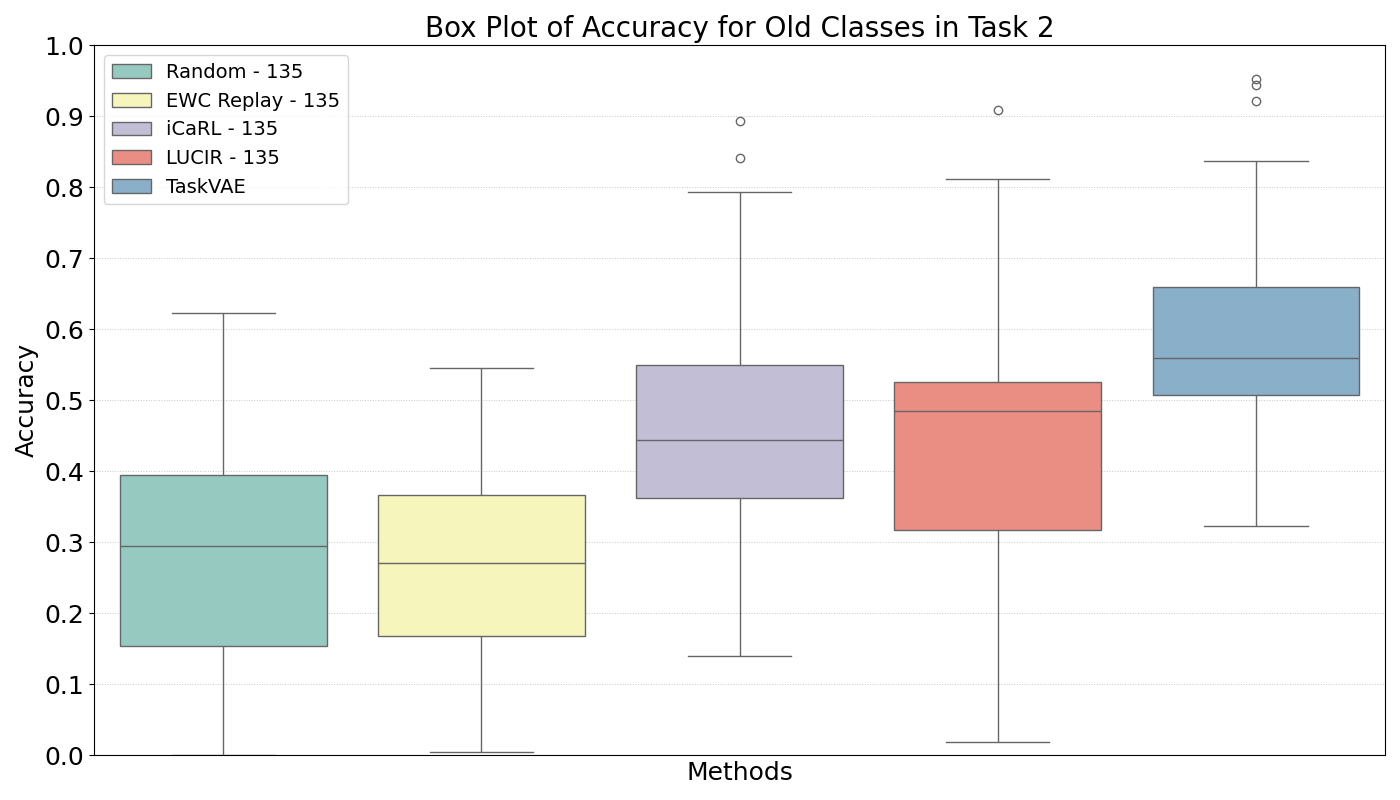 Box Plot of Accuracy for Old Classes in Task 2
1.0
0.9
0.8
0.7
0.6
0.5
0.4
0.3
0.2
0.1
0.0
Accuracy
Random - 135
EWC Replay - 135
iCaRL - 135
LUCIR - 135
TaskVAE
Methods